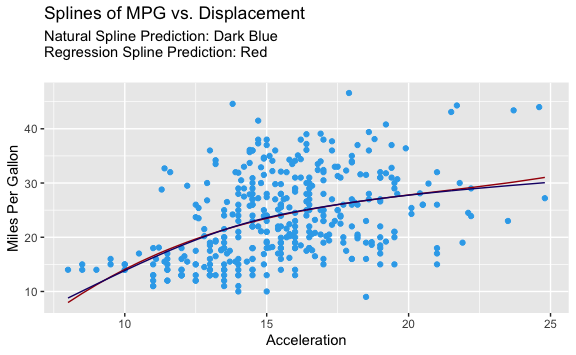 Splines of MPG vs. Displacement
Natural Spline Prediction: Dark Blue
Regression Spline Prediction: Red
Miles Per Gallon
40
30
20
10
10
15
20
25
Acceleration